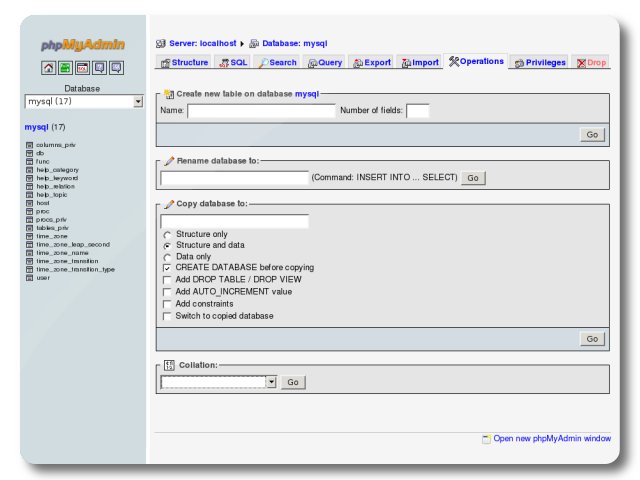 phpMyAdmin
Database
mysql (17)
mysql (17)
columns_priv
db
func
help_category
help_keyword
help_relation
help_topic
host
proc
procs_priv
tables_priv
time_zone
time_zone_leap_second
time_zone_name
time_zone_transition
time_zone_transition_type
user
Server: localhost Database: mysql
Structure SQL Search Query Export Import Operations Privileges Drop
Create new table on database mysql
Name: Number of fields:
Go
Rename database to:
(Command: INSERT INTO ... SELECT) Go
Copy database to:
Structure only
Structure and data
Data only
CREATE DATABASE before copying
Add DROP TABLE / DROP VIEW
Add AUTO_INCREMENT value
Add constraints
Switch to copied database
Go
Collation:
Go
Open new phpMyAdmin window